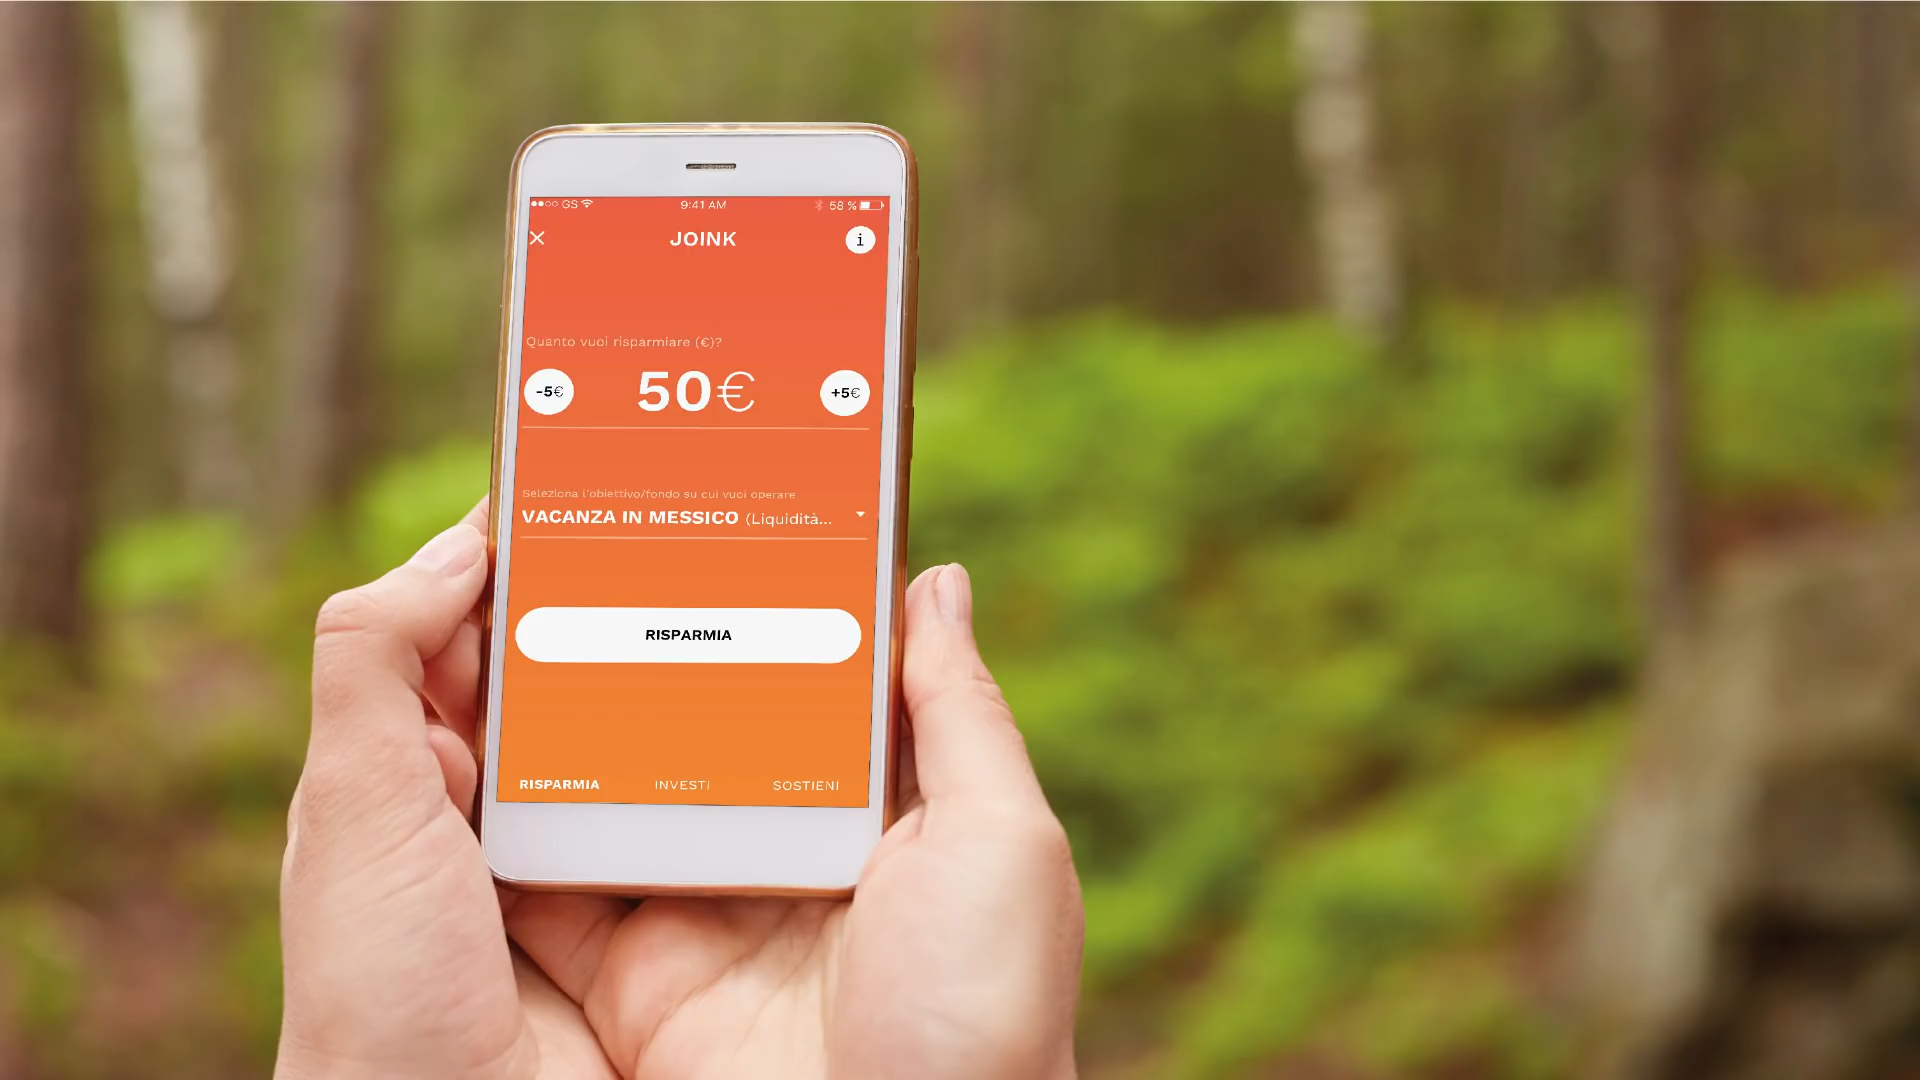 GS 9:41 AM 58 %
JOINK i
Quanto vuoi risparmiare (€)?
-5€ 50€ +5€
Seleziona l'obiettivo/fondo su cui vuoi operare
VACANZA IN MESSICO (Liquidità...
RISPARMIA
RISPARMIA INVESTI SOSTIENI